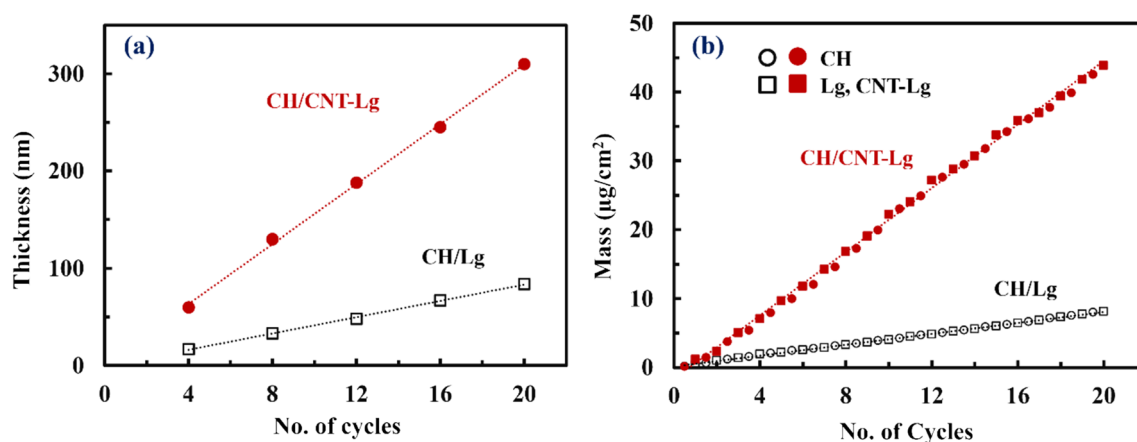 (a)
300
200
100
0
4 8 12 16 20
CH/CNT-Lg
CH/Lg
Thickness (nm)
No. of cycles
(b)
50
40
30
20
10
0
0 4 8 12 16 20
CH
Lg, CNT-Lg
CH/CNT-Lg
CH/Lg
Mass (µg/cm²)
No. of Cycles